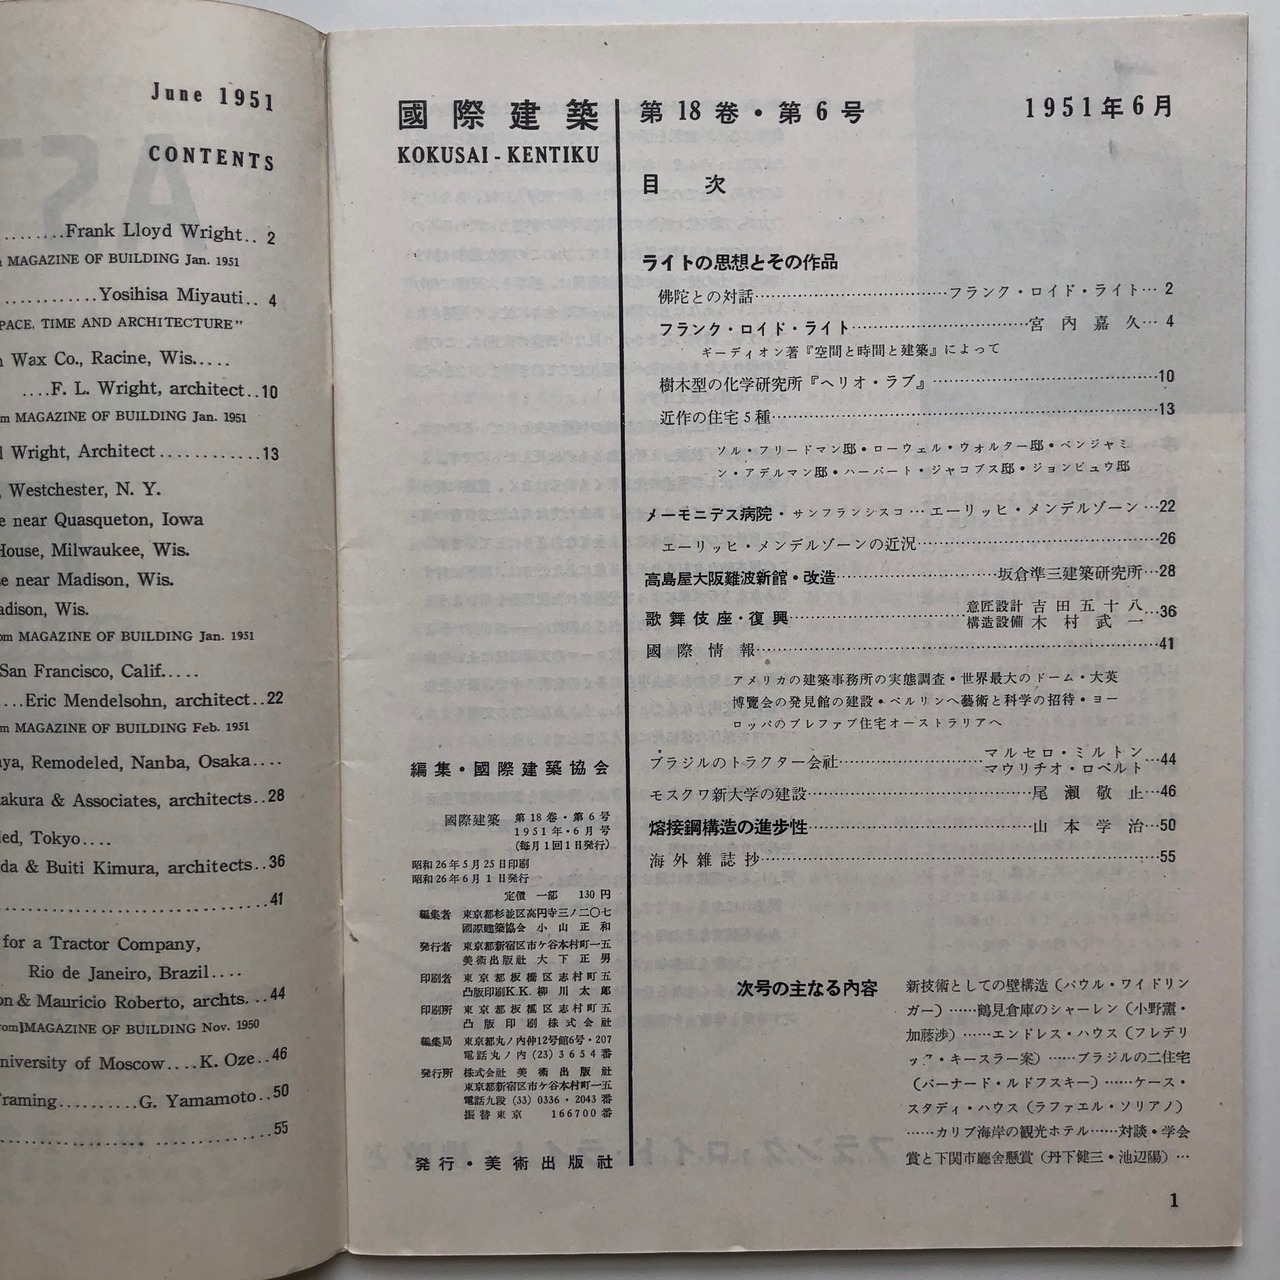 June 1951
CONTENTS
........Frank Lloyd Wright.. 2
MAGAZINE OF BUILDING Jan. 1951
............Yosihisa Miyauti.. 4
PACE, TIME AND ARCHITECTURE"
Wax Co., Racine, Wis.....
....F. L. Wright, architect..10
om MAGAZINE OF BUILDING Jan. 1951
Wright, Architect............13
, Westchester, N. Y.
e near Quasqueton, Iowa
House, Milwaukee, Wis.
e near Madison, Wis.
adison, Wis.
om MAGAZINE OF BUILDING Jan. 1951
San Francisco, Calif.....
....Eric Mendelsohn, architect..22
om MAGAZINE OF BUILDING Feb. 1951
aya, Remodeled, Nanba, Osaka....
akura & Associates, architects..28
led, Tokyo....
da & Buiti Kimura, architects..36
41
for a Tractor Company,
Rio de Janeiro, Brazil....
on & Mauricio Roberto, archts. ..44
rom]MAGAZINE OF BUILDING Nov. 1950
niversity of Moscow....K. Oze..46
raming..........G. Yamamoto..50
55
國際建築
KOKUSAI-KENTIKU
第18巻・第6号
1951年6月
目次
ライトの思想とその作品
佛陀との対話……フランク・ロイド・ライト…2
フランク・ロイド・ライト……宮内嘉久…4
ギーディオン著『空間と時間と建築』によって
樹木型の化学研究所『ヘリオ・ラブ』……10
近作の住宅5種……13
ソル・フリードマン邸・ローウェル・ウォルター邸・ベンジャミ
ン・アデルマン邸・ハーバート・ジャコブス邸・ジョンピュウ邸
メーモニデス病院・サンフランシスコ…エーリッヒ・メンデルゾーン…22
エーリッヒ・メンデルゾーンの近況……26
高島屋大阪難波新館・改造……坂倉準三建築研究所…28
歌舞伎座・復興……意匠設計 吉田五十八
構造設備 木村武一…36
國際情報……41
アメリカの建築事務所の実態調査・世界最大のドーム・大英
博覽会の発見館の建設・ベルリンへ藝術と科学の招待・ヨー
ロッパのプレファブ住宅オーストラリアへ
ブラジルのトラクター会社……マルセロ・ミルトン
マウリチオ・ロベルト…44
モスクワ新大学の建設……尾瀬敬止…46
熔接鋼構造の進歩性……山本学治…50
海外雑誌抄……55
編集・國際建築協会
國際建築 第18巻・第6号
1951年・6月号
(毎月1回1日発行)
昭和26年5月25日印刷
昭和26年6月1日発行
定價 一部 130円
編集者 東京都杉並区高円寺三ノ二〇七
國際建築協会 小山正和
発行者 東京都新宿区市ケ谷本村町一五
美術出版社 大下正男
印刷者 東京都板橋区志村町五
凸版印刷K.K. 柳川太郎
印刷所 東京都板橋区志村町五
凸版印刷株式会社
編集局 東京都丸ノ内仲12号館6号・207
電話丸ノ内(23)3654番
発行所 株式会社 美術出版社
東京都新宿区市ケ谷本村町一五
電話九段(33)0336・2043番
振替東京 166700番
発行・美術出版社
次号の主なる内容
新技術としての壁構造(パウル・ワイドリン
ガー)……鶴見倉庫のシャーレン(小野薫・
加藤渉)……エンドレス・ハウス(フレデリ
ック・キースラー案)……ブラジルの二住宅
(バーナード・ルドフスキー)……ケース・
スタディ・ハウス(ラファエル・ソリアノ)
……カリブ海岸の観光ホテル……対談・学会
賞と下関市廳舎懸賞(丹下健三・池辺陽)…
1